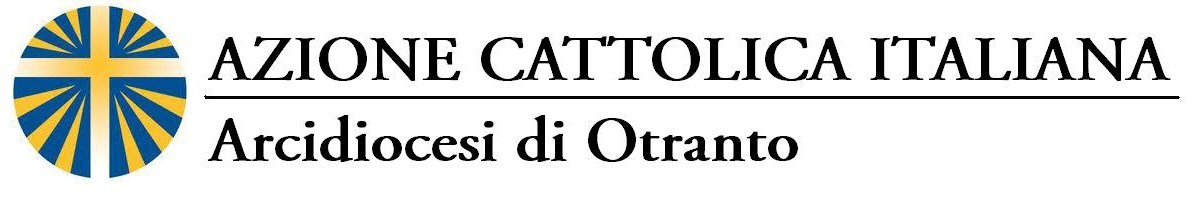 AZIONE CATTOLICA ITALIANA
Arcidiocesi di Otranto